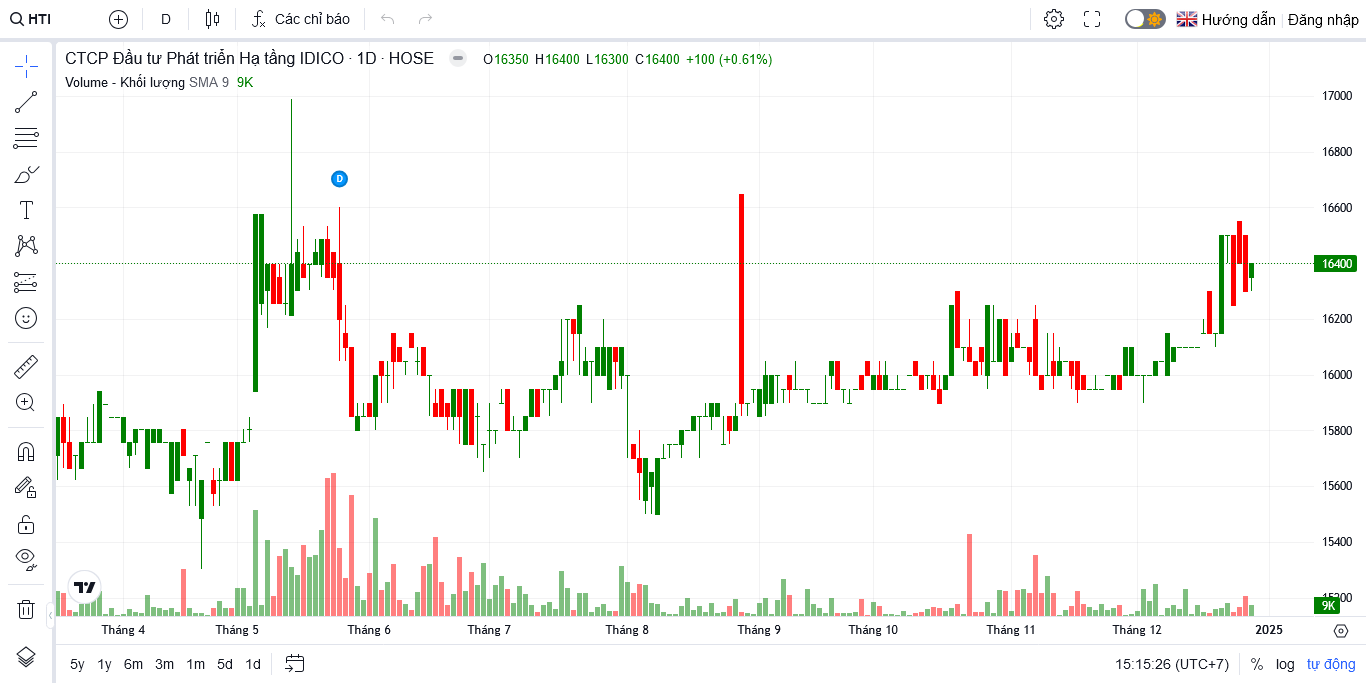 HTI D Các chỉ báo Hướng dẫn Đăng nhập
CTCP Đầu tư Phát triển Hạ tầng IDICO · 1D · HOSE O16350 H16400 L16300 C16400 +100 (+0.61%)
Volume - Khối lượng SMA 9 9K
17000
16800
D
16600
16400
16200
16000
15800
15600
15400
15200
9K
Tháng 4 Tháng 5 Tháng 6 Tháng 7 Tháng 8 Tháng 9 Tháng 10 Tháng 11 Tháng 12 2025
5y 1y 6m 3m 1m 5d 1d 15:15:26 (UTC+7) % log tự động